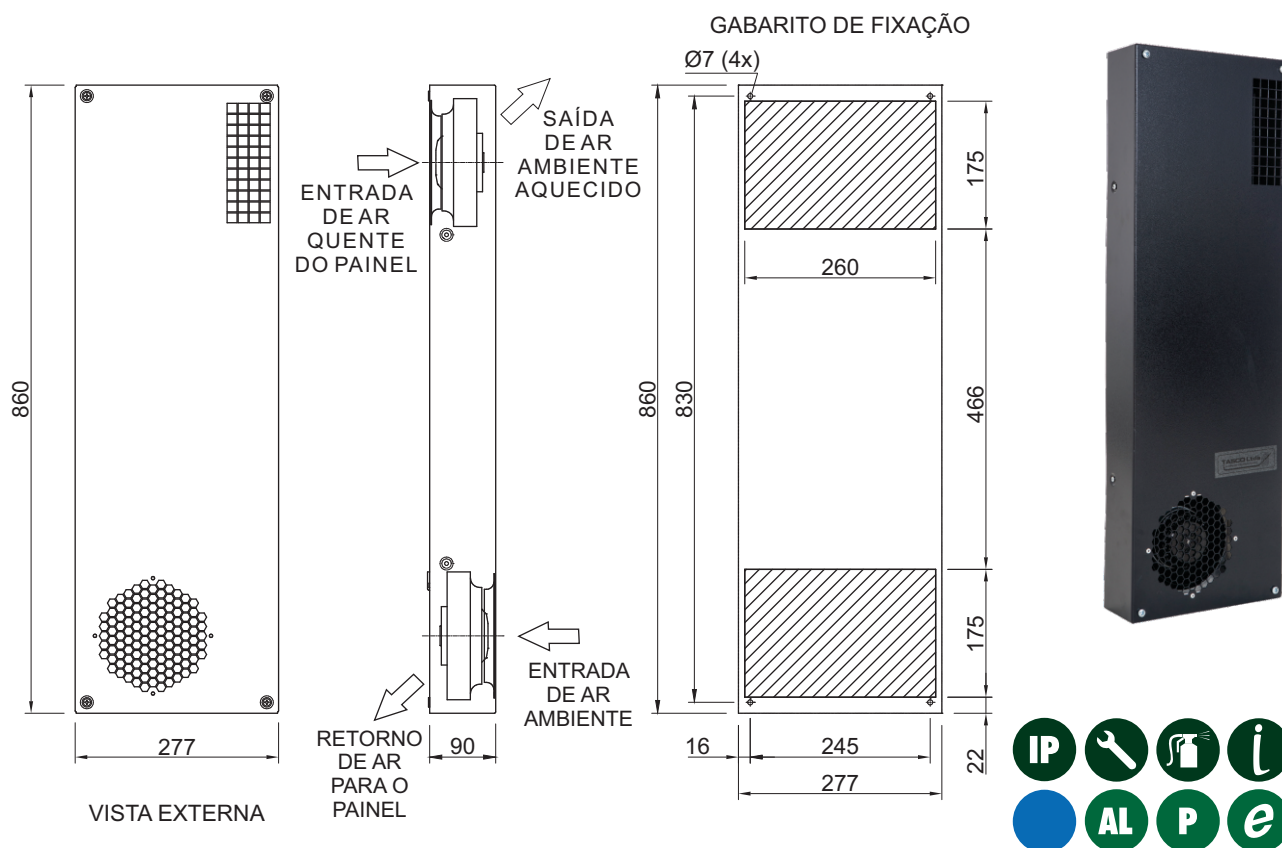 GABARITO DE FIXAÇÃO
Ø7 (4x)
SAÍDA
DE AR
AMBIENTE
AQUECIDO
ENTRADA
DE AR
QUENTE
DO PAINEL
175
260
860
860
830
466
175
ENTRADA
DE AR
AMBIENTE
RETORNO
DE AR
PARA O
PAINEL
277
90
16
245
22
277
VISTA EXTERNA
IP
i
AL
P
e